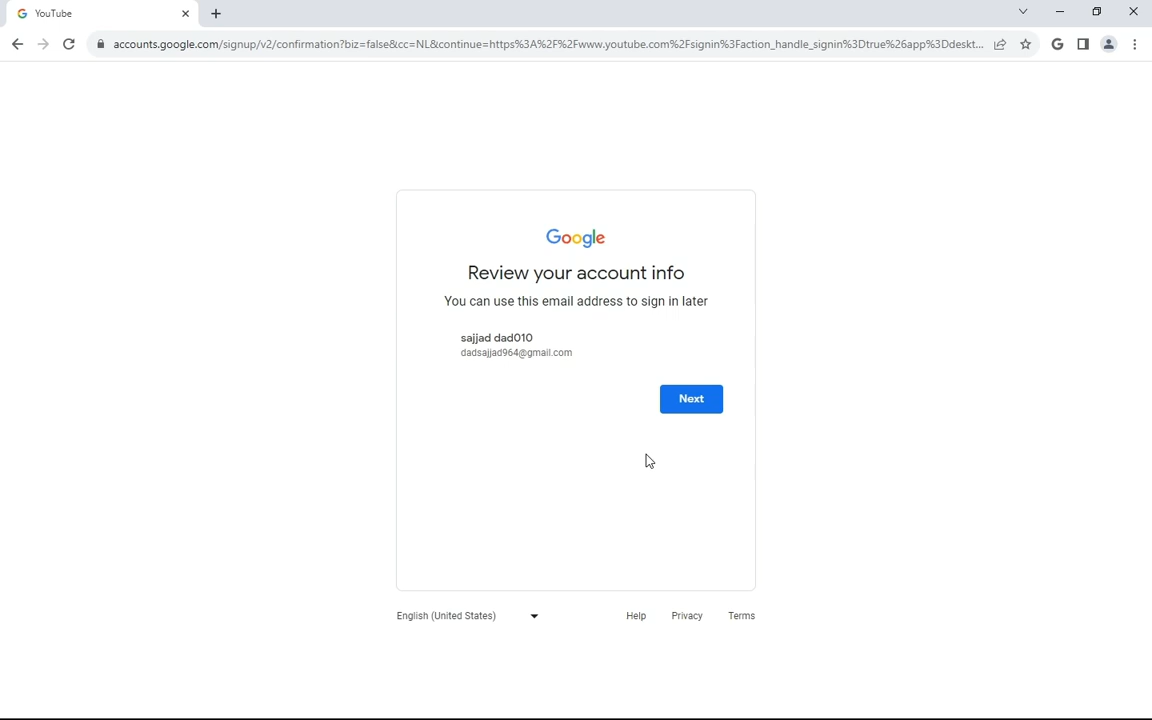 YouTube
accounts.google.com/signup/v2/confirmation?biz=false&cc=NL&continue=https%3A%2F%2Fwww.youtube.com%2Fsignin%3Faction_handle_signin%3Dtrue%26app%3Ddeskt...
Google
Review your account info
You can use this email address to sign in later
sajjad dad010
dadsajjad964@gmail.com
Next
English (United States)
Help Privacy Terms